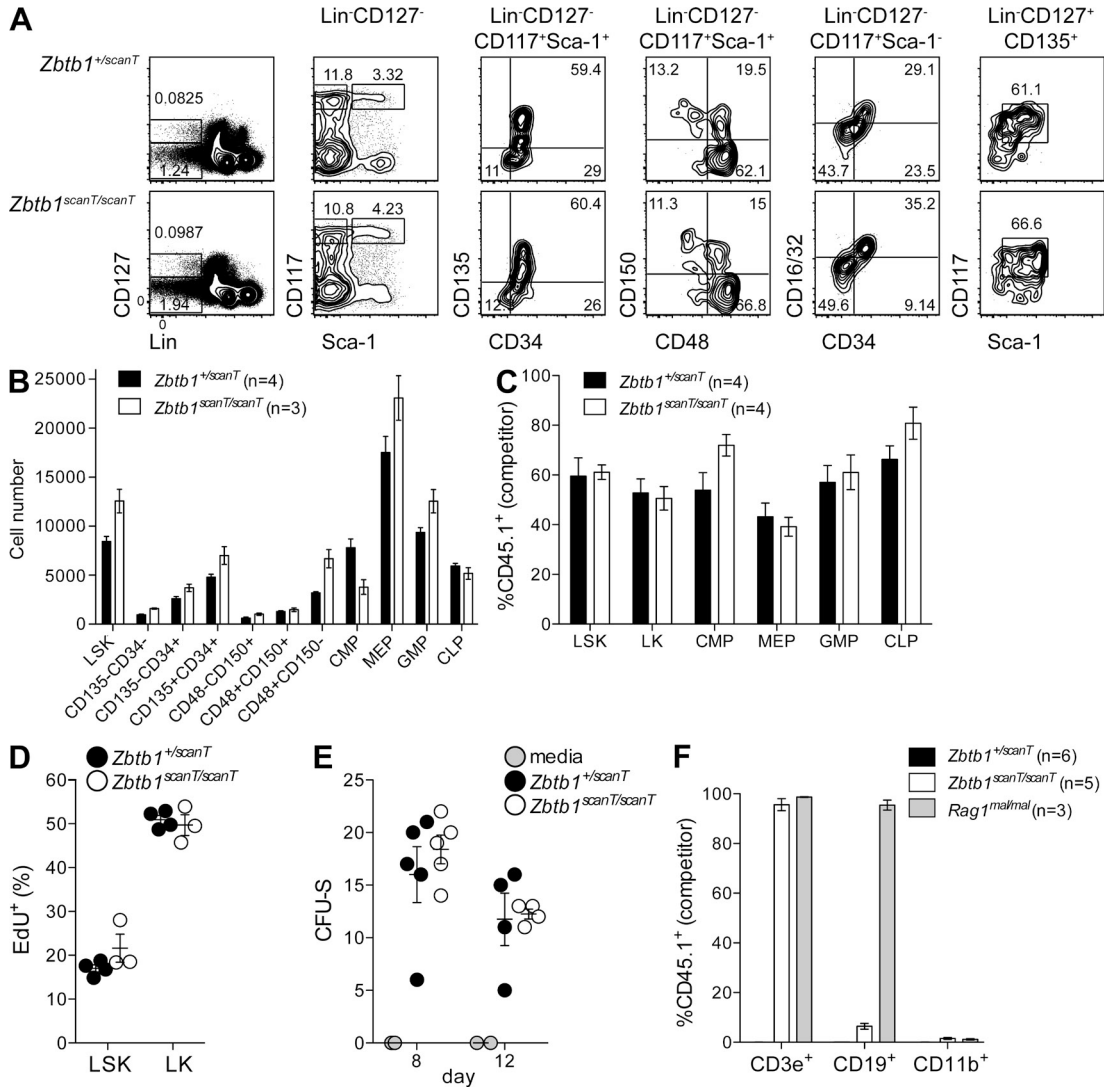 A
Lin-CD127-
Lin-CD127-
CD117+Sca-1+
Lin-CD127-
CD117+Sca-1+
Lin-CD127-
CD117+Sca-1-
Lin-CD127+
CD135+
Zbtb1+/scanT
0.0825
1.24
11.8 3.32
59.4
11 29
13.2 19.5
62.1
29.1
43.7 23.5
61.1
Zbtb1scanT/scanT
0.0987
1.94
10.8 4.23
60.4
26
11.3 15
66.8
35.2
49.6 9.14
66.6
CD127
0
0
Lin
CD117
Sca-1
CD135
CD34
CD150
CD48
CD16/32
CD34
CD117
Sca-1
B
Zbtb1+/scanT (n=4)
Zbtb1scanT/scanT (n=3)
Cell number
25000
20000
15000
10000
5000
0
LSK
CD135-CD34-
CD135-CD34+
CD135+CD34+
CD48-CD150+
CD48+CD150+
CD48+CD150-
CMP
MEP
GMP
CLP
C
Zbtb1+/scanT (n=4)
Zbtb1scanT/scanT (n=4)
%CD45.1+ (competitor)
100
80
60
40
20
0
LSK LK CMP MEP GMP CLP
D
Zbtb1+/scanT
Zbtb1scanT/scanT
EdU+ (%)
60
50
40
30
20
10
0
LSK LK
E
media
Zbtb1+/scanT
Zbtb1scanT/scanT
CFU-S
25
20
15
10
5
0
8 12
day
F
Zbtb1+/scanT (n=6)
Zbtb1scanT/scanT (n=5)
Rag1mal/mal (n=3)
%CD45.1+ (competitor)
100
80
60
40
20
0
CD3e+ CD19+ CD11b+